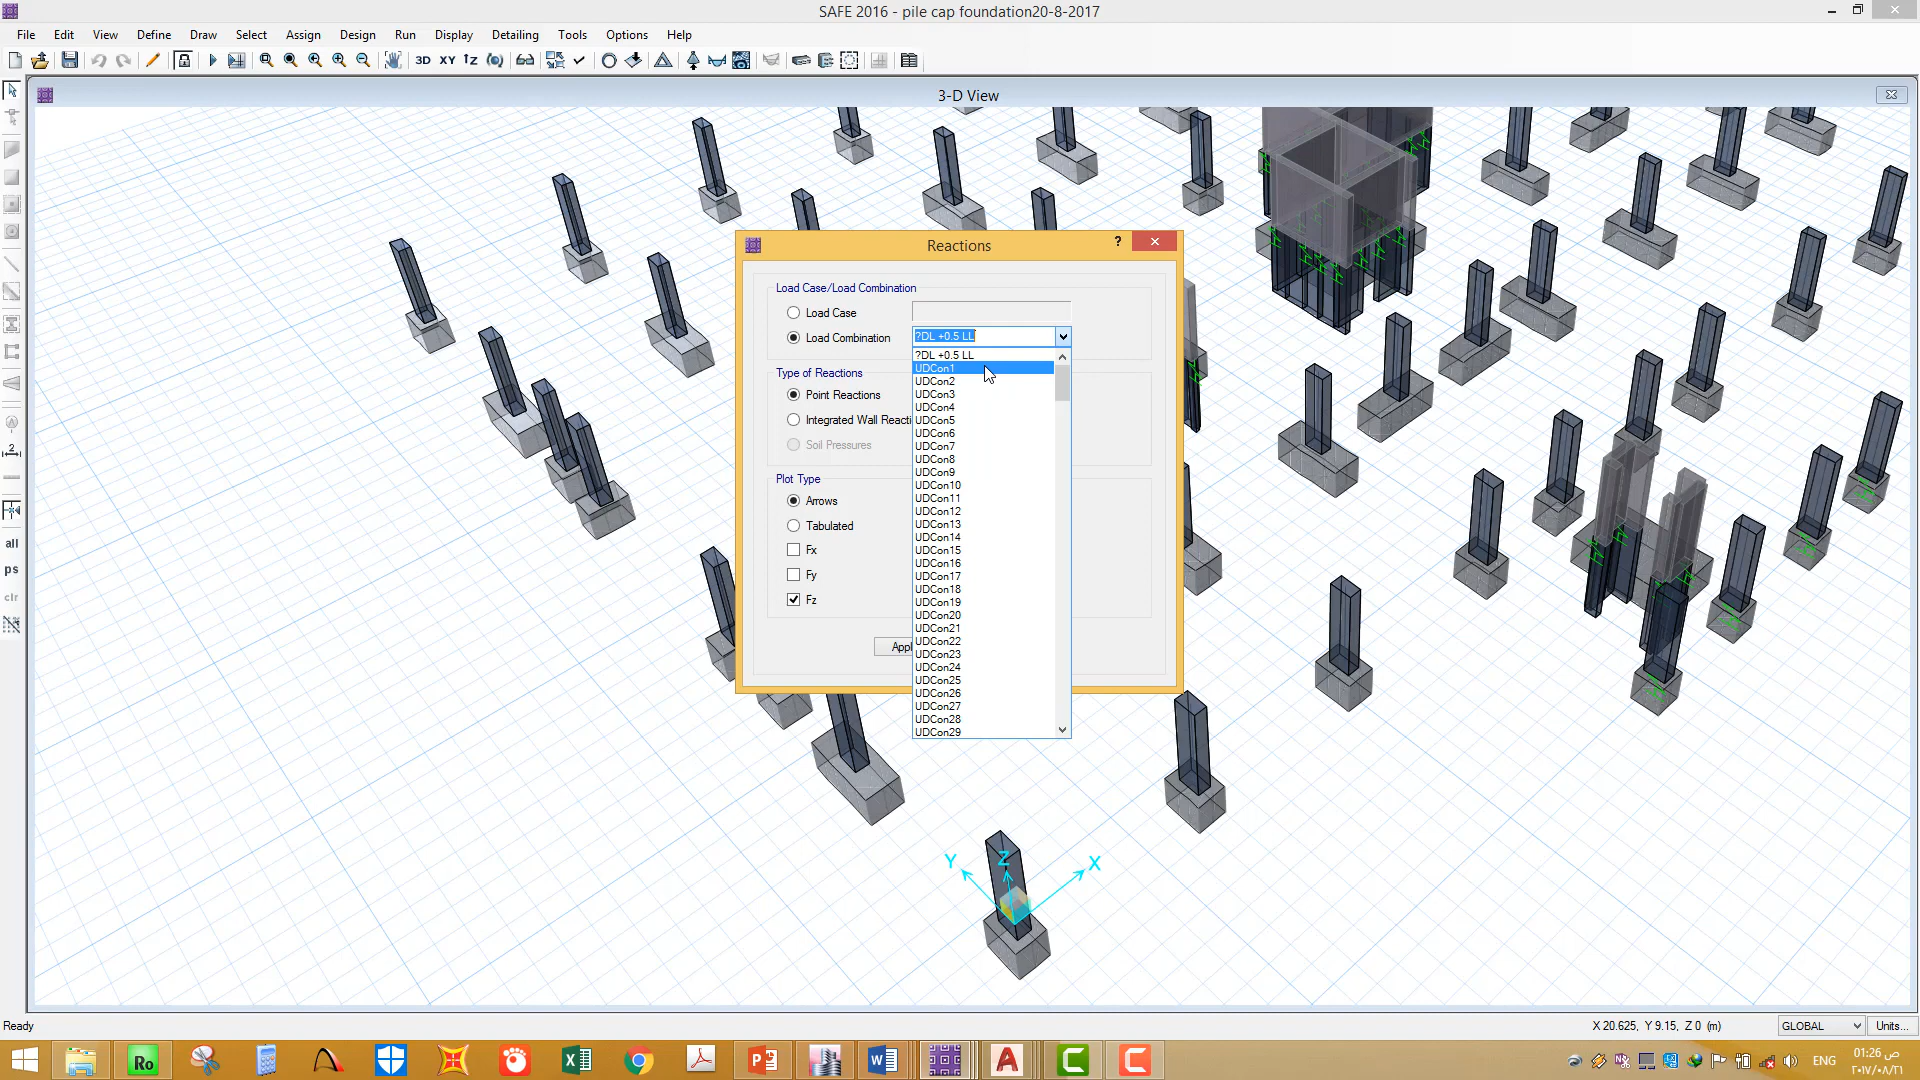 SAFE 2016 - pile cap foundation20-8-2017
File Edit View Define Draw Select Assign Design Run Display Detailing Tools Options Help
3D XY
3-D View
Reactions
?
Load Case/Load Combination
Load Case
Load Combination
?DL +0.5 LL
?DL +0.5 LL
UDCon1
UDCon2
UDCon3
UDCon4
UDCon5
UDCon6
UDCon7
UDCon8
UDCon9
UDCon10
UDCon11
UDCon12
UDCon13
UDCon14
UDCon15
UDCon16
UDCon17
UDCon18
UDCon19
UDCon20
UDCon21
UDCon22
UDCon23
UDCon24
UDCon25
UDCon26
UDCon27
UDCon28
UDCon29
Type of Reactions
Point Reactions
Integrated Wall Reacti
Soil Pressures
Plot Type
Arrows
Tabulated
Fx
Fy
Fz
Appl
all
ps
clr
Y Z X
Ready
X 20.625, Y 9.15, Z 0 (m)
GLOBAL
Units...
Ro
ENG
01:26 ص
٢٠١٧/٠٨/٢١